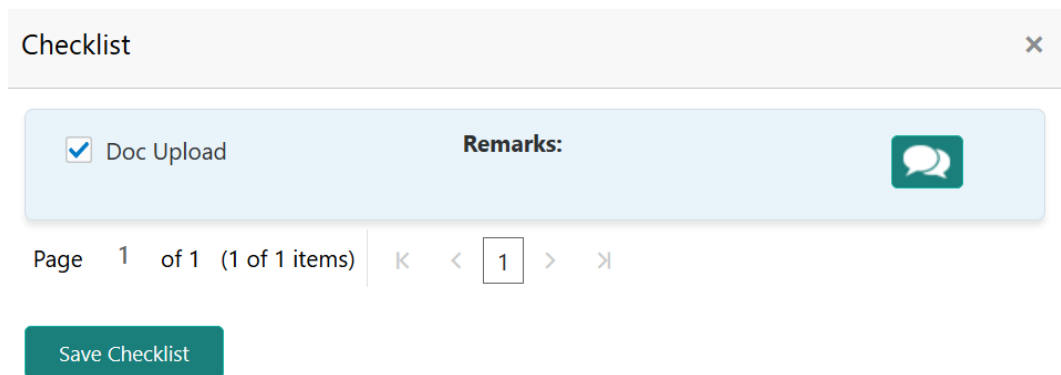 Checklist
Doc Upload Remarks:
Page 1 of 1 (1 of 1 items) 1
Save Checklist